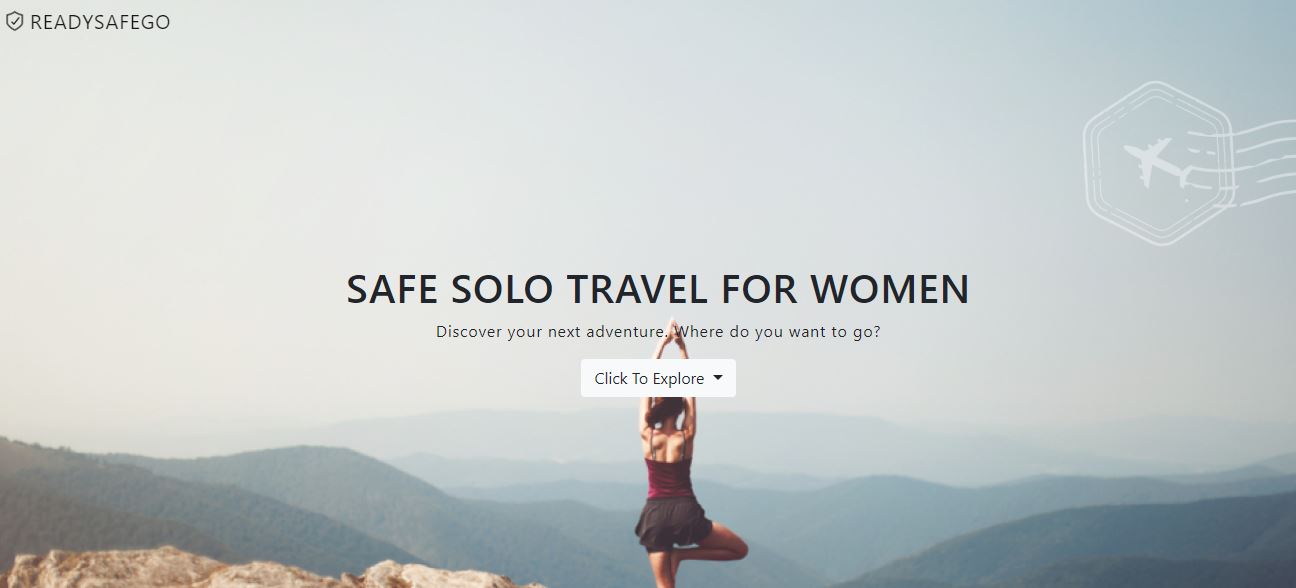 READYSAFEGO
SAFE SOLO TRAVEL FOR WOMEN
Discover your next adventure. Where do you want to go?
Click To Explore